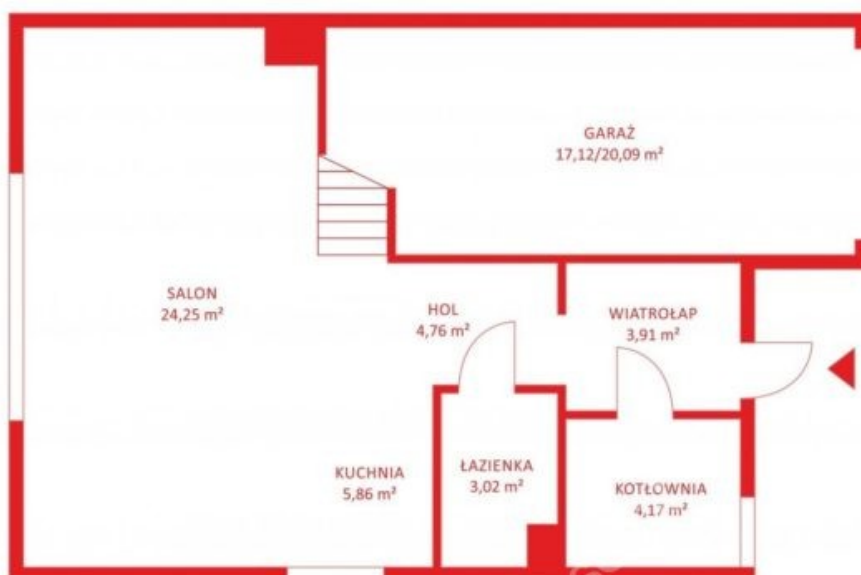 GARAŻ
17,12/20,09 m²
SALON
24,25 m²
HOL
4,76 m²
WIATROŁAP
3,91 m²
KUCHNIA
5,86 m²
ŁAZIENKA
3,02 m²
KOTŁOWNIA
4,17 m²